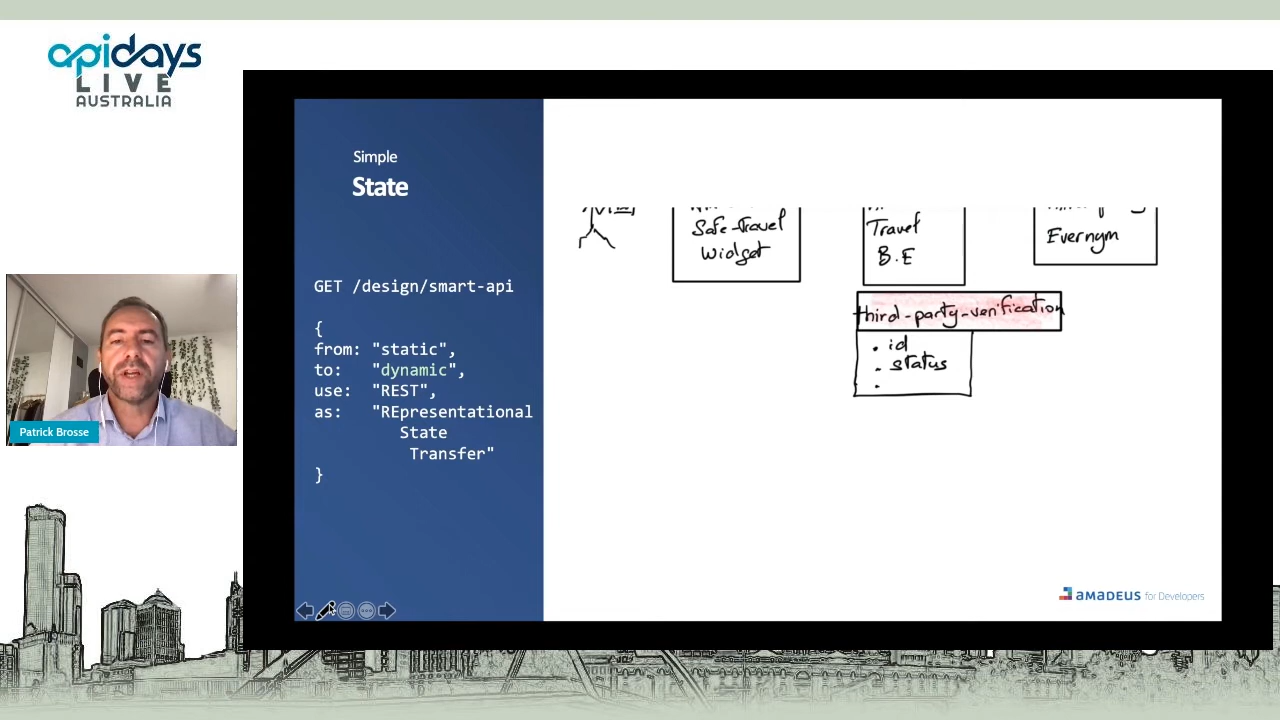 apidays
LIVE
AUSTRALIA
Simple
State
GET /design/smart-api
{
from: "static",
to: "dynamic",
use: "REST",
as: "REpresentational
State
Transfer"
}
Safe-Travel
Widget
Travel
B.E
Evernym
third-party-verification
. id
. status
.
Patrick Brosse
amadeus for Developers